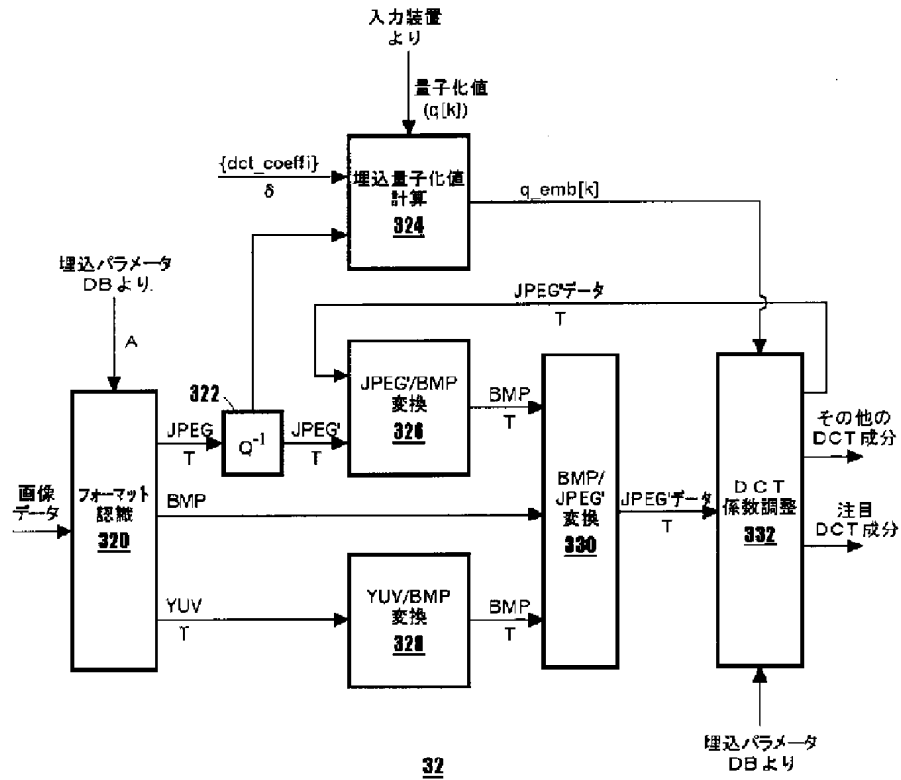 入力装置
より
量子化値
(q[k])
{dct_coeffi}
δ
埋込量子化値
計算
324
q_emb[k]
埋込パラメータ
DBより
A
JPEG'データ
T
322
JPEG
T
Q⁻¹
JPEG'
T
JPEG'/BMP
変換
326
BMP
T
画像
データ
フォーマット
認識
320
BMP
BMP/
JPEG'
変換
330
JPEG'データ
T
DCT
係数調整
332
その他の
DCT成分
注目
DCT成分
YUV
T
YUV/BMP
変換
328
BMP
T
埋込パラメータ
DBより
32